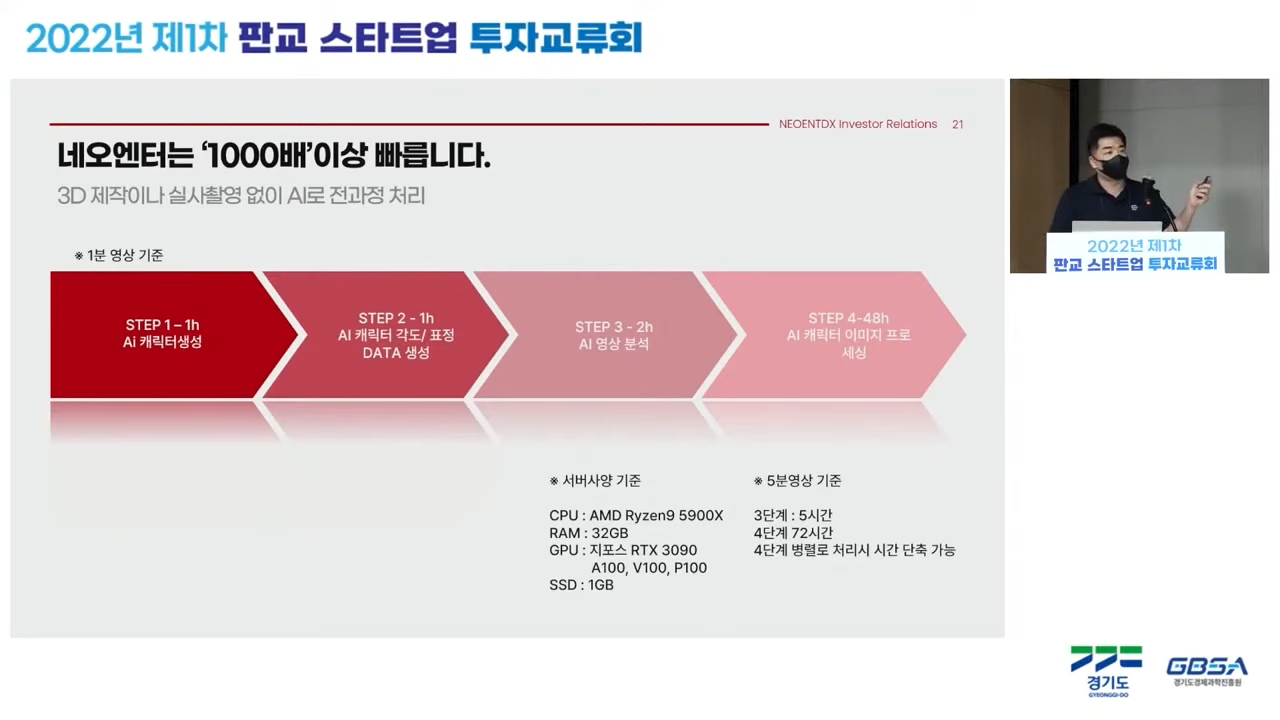 2022년 제1차 판교 스타트업 투자교류회
NEOENTDX Investor Relations 21
네오엔터는 ‘1000배’이상 빠릅니다.
3D 제작이나 실사촬영 없이 AI로 전과정 처리
※ 1분 영상 기준
STEP 1 – 1h
Ai 캐릭터생성
STEP 2 - 1h
AI 캐릭터 각도/ 표정
DATA 생성
STEP 3 - 2h
AI 영상 분석
STEP 4-48h
AI 캐릭터 이미지 프로
세싱
※ 서버사양 기준
CPU : AMD Ryzen9 5900X
RAM : 32GB
GPU : 지포스 RTX 3090
A100, V100, P100
SSD : 1GB
※ 5분영상 기준
3단계 : 5시간
4단계 72시간
4단계 병렬로 처리시 시간 단축 가능
2022년 제1차
판교 스타트업 투자교류회
경기도
GYEONGGI-DO
GBSA
경기도경제과학진흥원